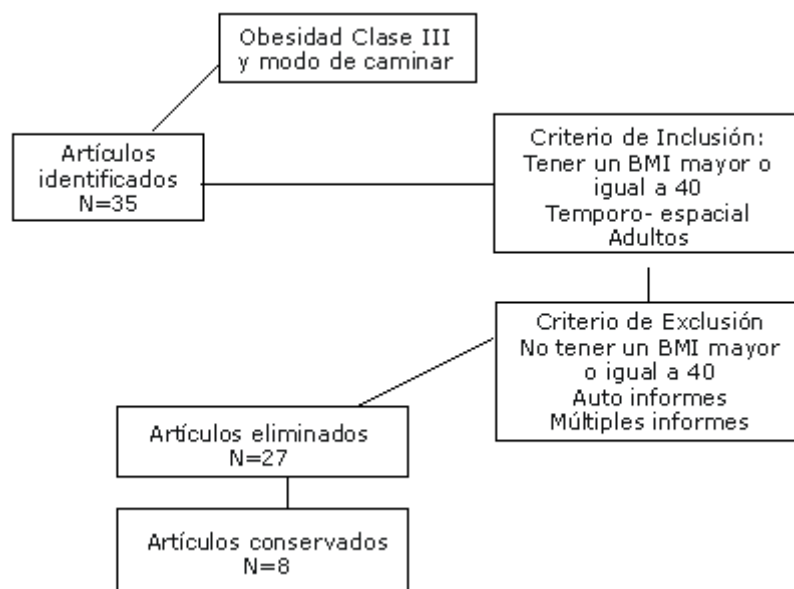 Obesidad Clase III
y modo de caminar
Artículos
identificados
N=35
Criterio de Inclusión:
Tener un BMI mayor o
igual a 40
Temporo- espacial
Adultos
Criterio de Exclusión
No tener un BMI mayor
o igual a 40
Auto informes
Múltiples informes
Artículos eliminados
N=27
Artículos conservados
N=8